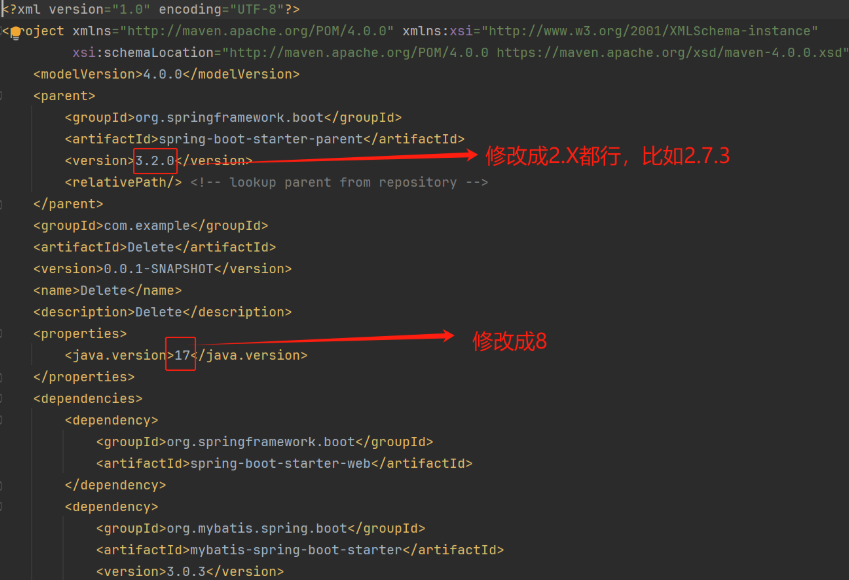 <?xml version="1.0" encoding="UTF-8"?>
<project xmlns="http://maven.apache.org/POM/4.0.0" xmlns:xsi="http://www.w3.org/2001/XMLSchema-instance"
xsi:schemaLocation="http://maven.apache.org/POM/4.0.0 https://maven.apache.org/xsd/maven-4.0.0.xsd"
<modelVersion>4.0.0</modelVersion>
<parent>
<groupId>org.springframework.boot</groupId>
<artifactId>spring-boot-starter-parent</artifactId>
<version>3.2.0</version> 修改成2.X都行，比如2.7.3
<relativePath/> <!-- lookup parent from repository -->
</parent>
<groupId>com.example</groupId>
<artifactId>Delete</artifactId>
<version>0.0.1-SNAPSHOT</version>
<name>Delete</name>
<description>Delete</description>
<properties>
<java.version>17</java.version> 修改成8
</properties>
<dependencies>
<dependency>
<groupId>org.springframework.boot</groupId>
<artifactId>spring-boot-starter-web</artifactId>
</dependency>
<dependency>
<groupId>org.mybatis.spring.boot</groupId>
<artifactId>mybatis-spring-boot-starter</artifactId>
<version>3.0.3</version>